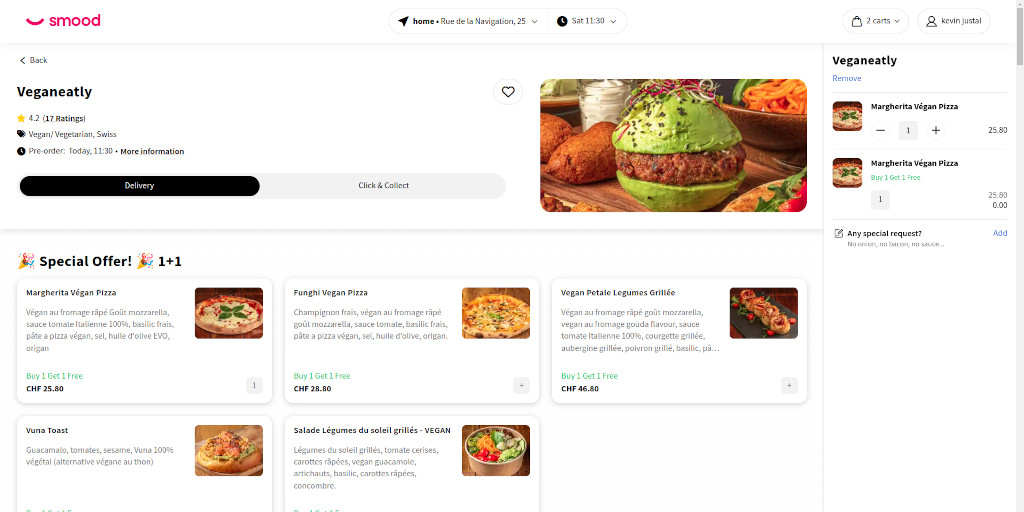 smood
home • Rue de la Navigation, 25
Sat 11:30
2 carts
kevin justal
Back
Veganeatly
4.2 (17 Ratings)
Vegan/ Vegetarian, Swiss
Pre-order: Today, 11:30 • More information
Delivery
Click & Collect
Special Offer! 1+1
Margherita Végan Pizza
Végan au fromage râpé Goût mozzarella,
sauce tomate Italienne 100%, basilic frais,
pâte a pizza végan, sel, huile d'olive EVO,
origan
Buy 1 Get 1 Free
CHF 25.80
1
Funghi Vegan Pizza
Champignon frais, végan au fromage râpé
goût mozzarella, sauce tomate, basilic frais,
pâte a pizza végan, sel, huile d'olive, origan.
Buy 1 Get 1 Free
CHF 28.80
+
Vegan Petale Legumes Grillée
Végan au fromage râpé goût mozzarella,
vegan au fromage gouda flavour, sauce
tomate Italienne 100%, courgette grillée,
aubergine grillée, poivron grillé, basilic, pâ...
Buy 1 Get 1 Free
CHF 46.80
+
Vuna Toast
Guacamalo, tomates, sesame, Vuna 100%
végétal (alternative végane au thon)
Salade Légumes du soleil grillés - VEGAN
Légumes du soleil grillés, tomate cerises,
carottes râpées, vegan guacamole,
artichauts, basilic, carottes râpées,
concombre.
Veganeatly
Remove
Margherita Végan Pizza
− 1 + 25.80
Margherita Végan Pizza
Buy 1 Get 1 Free
1
25.80
0.00
Any special request?
Add
No onion, no bacon, no sauce...